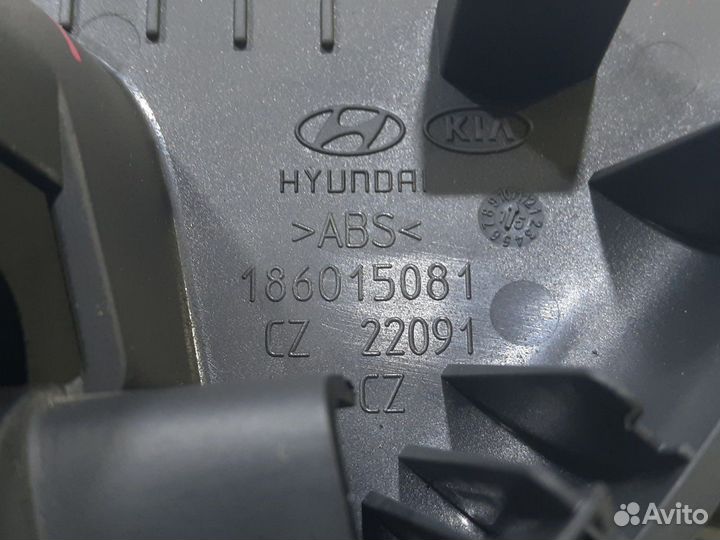 KIA
HYUNDAI
>ABS<
186015081
CZ 22091
CZ
Avito